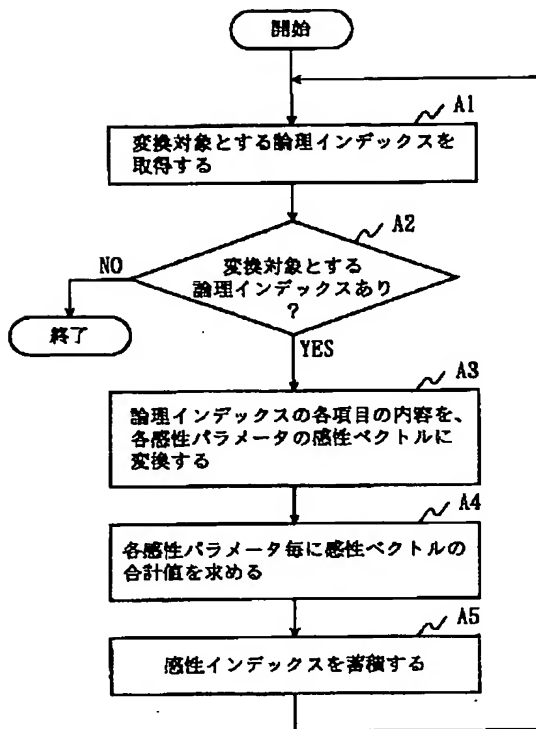 開始
A1
変換対象とする論理インデックスを
取得する
A2
変換対象とする
論理インデックスあり
?
NO
終了
YES
A3
論理インデックスの各項目の内容を、
各感性パラメータの感性ベクトルに
変換する
A4
各感性パラメータ毎に感性ベクトルの
合計値を求める
A5
感性インデックスを蓄積する